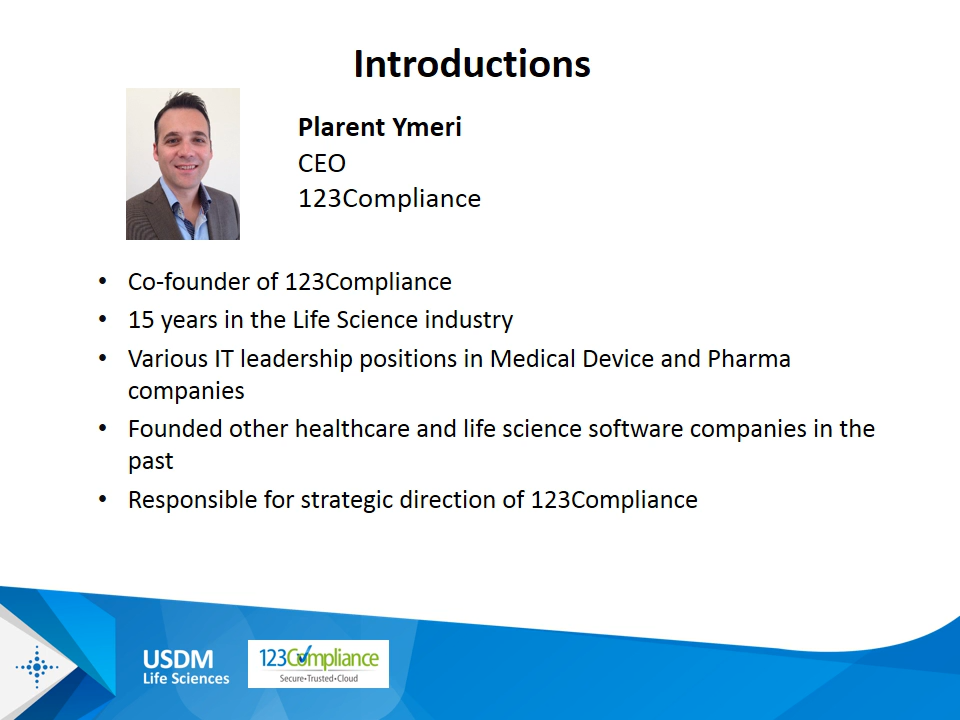 Introductions
Plarent Ymeri
CEO
123Compliance
• Co-founder of 123Compliance
• 15 years in the Life Science industry
• Various IT leadership positions in Medical Device and Pharma
companies
• Founded other healthcare and life science software companies in the
past
• Responsible for strategic direction of 123Compliance
USDM
Life Sciences
123Compliance
Secure•Trusted•Cloud